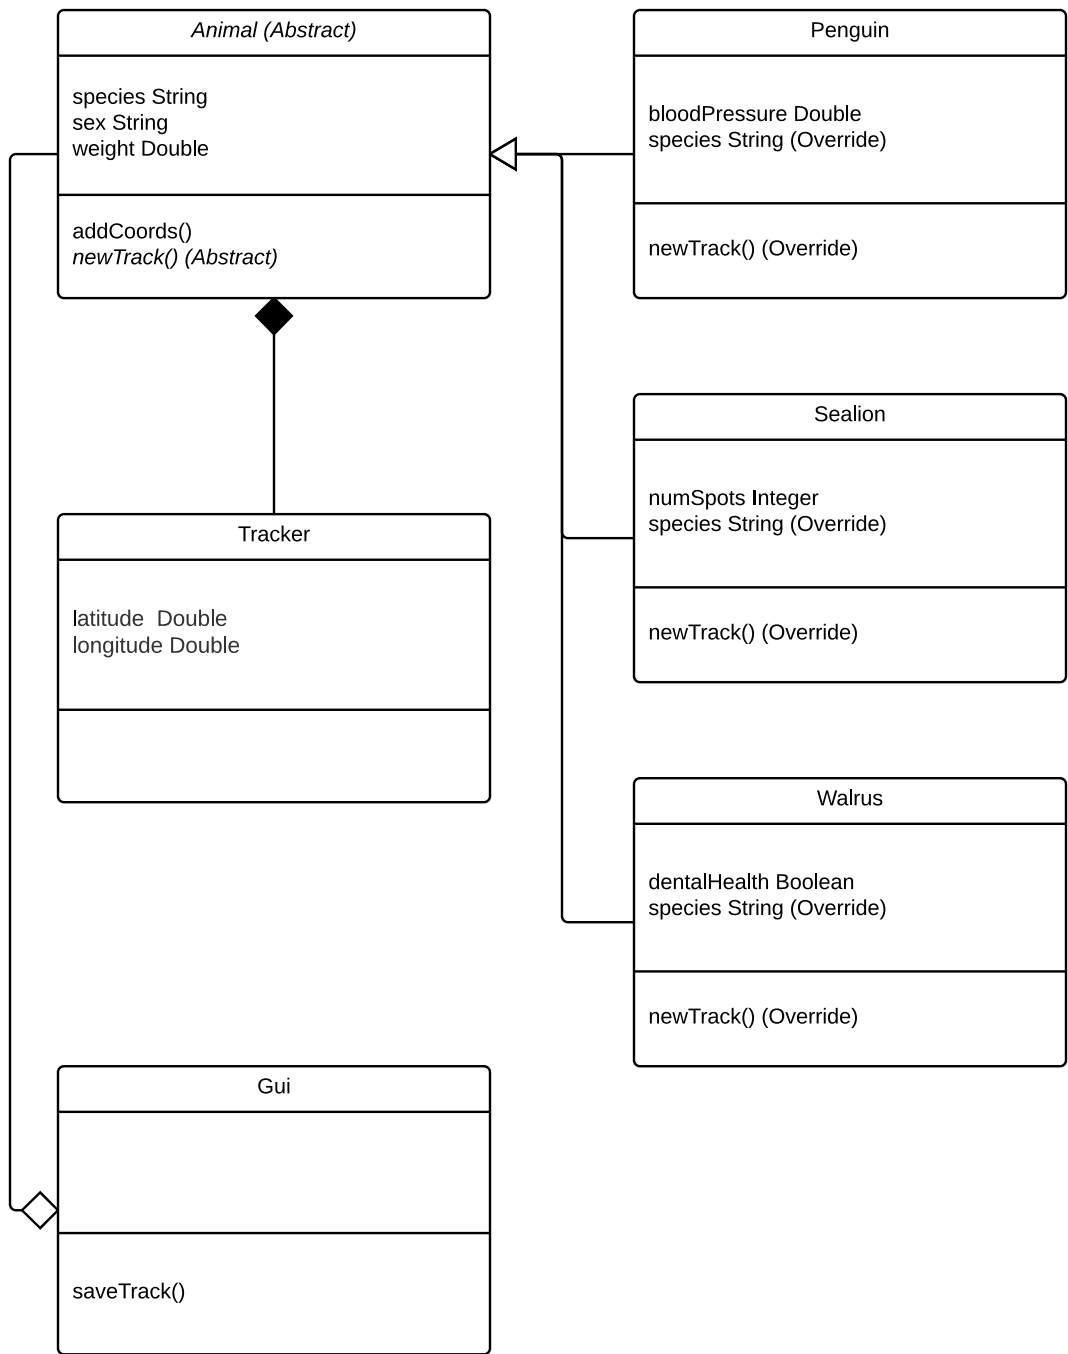 Animal (Abstract)
species String
sex String
weight Double
addCoords()
newTrack() (Abstract)
Penguin
bloodPressure Double
species String (Override)
newTrack() (Override)
Sealion
numSpots Integer
species String (Override)
newTrack() (Override)
Tracker
latitude  Double
longitude Double
Walrus
dentalHealth Boolean
species String (Override)
newTrack() (Override)
Gui
saveTrack()